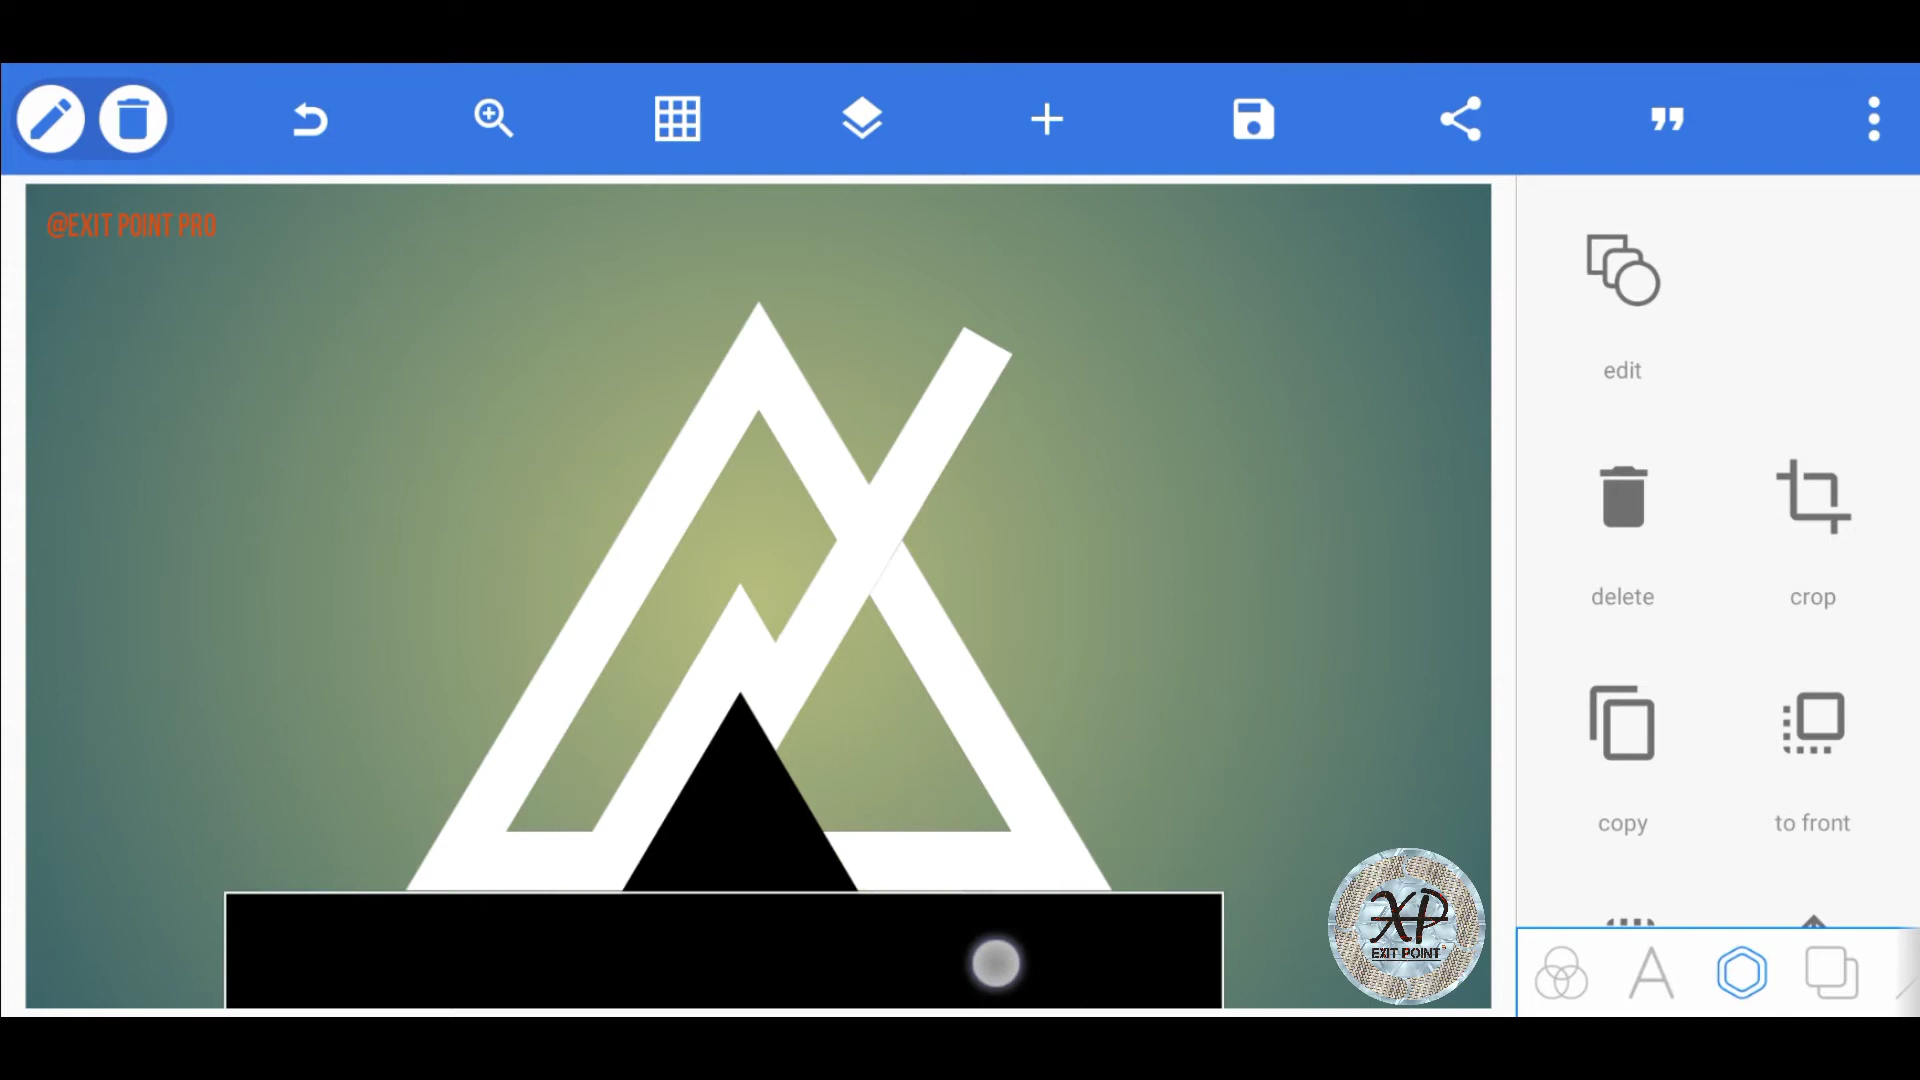 @EXIT POINT PRO
edit
delete
crop
copy
to front
XP
EXIT POINT